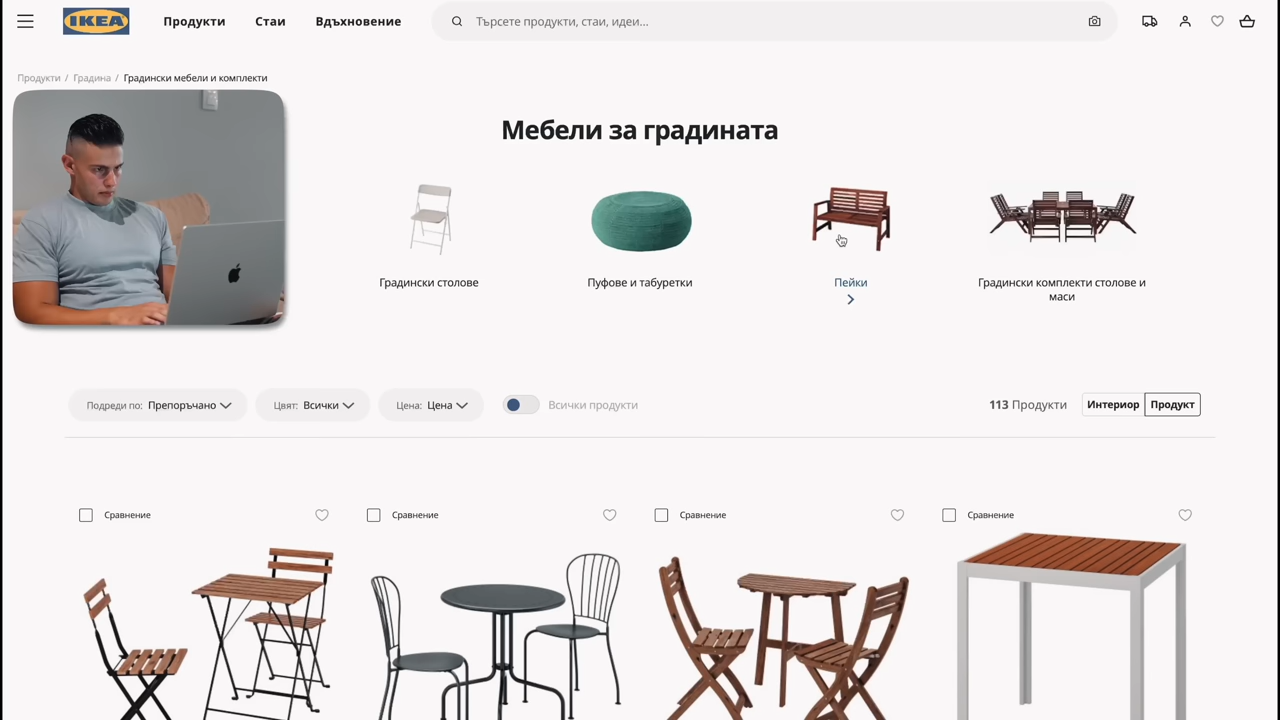 IKEA
Продукти
Стаи
Вдъхновение
Търсете продукти, стаи, идеи...
Продукти / Градина / Градински мебели и комплекти
Мебели за градината
Градински столове
Пуфове и табуретки
Пейки
Градински комплекти столове и
маси
Подреди по: Препоръчано
Цвят: Всички
Цена: Цена
Всички продукти
113 Продукти
Интериор
Продукт
Сравнение
Сравнение
Сравнение
Сравнение